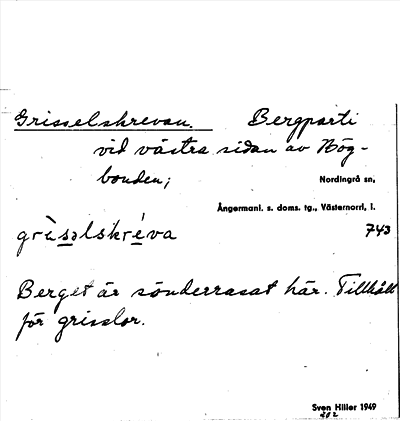 Grisselskrevan. Bergparti
vid västra sidan av Hög-
bonden;
Nordingrå sn,
Ångermanl. s. doms. tg., Västernorrl. l.
grìsəlskréva 743
Berget är sönderrasat här. Tillhåll
för grisslor.
Sven Hiller 1949